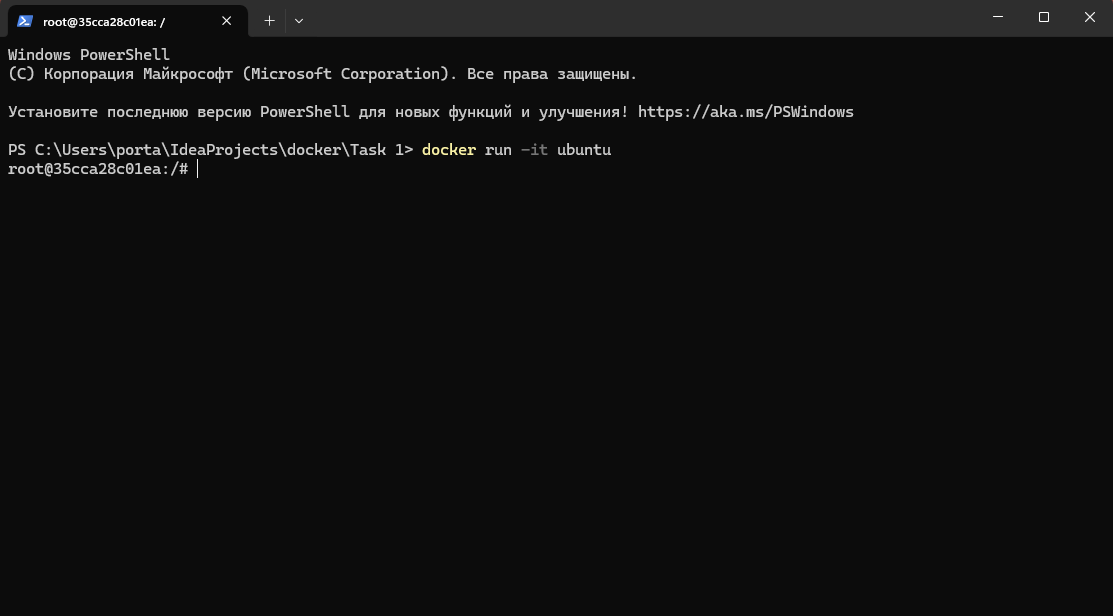 root@35cca28c01ea: /
Windows PowerShell
(C) Корпорация Майкрософт (Microsoft Corporation). Все права защищены.
Установите последнюю версию PowerShell для новых функций и улучшения! https://aka.ms/PSWindows
PS C:\Users\porta\IdeaProjects\docker\Task 1> docker run -it ubuntu
root@35cca28c01ea:/#